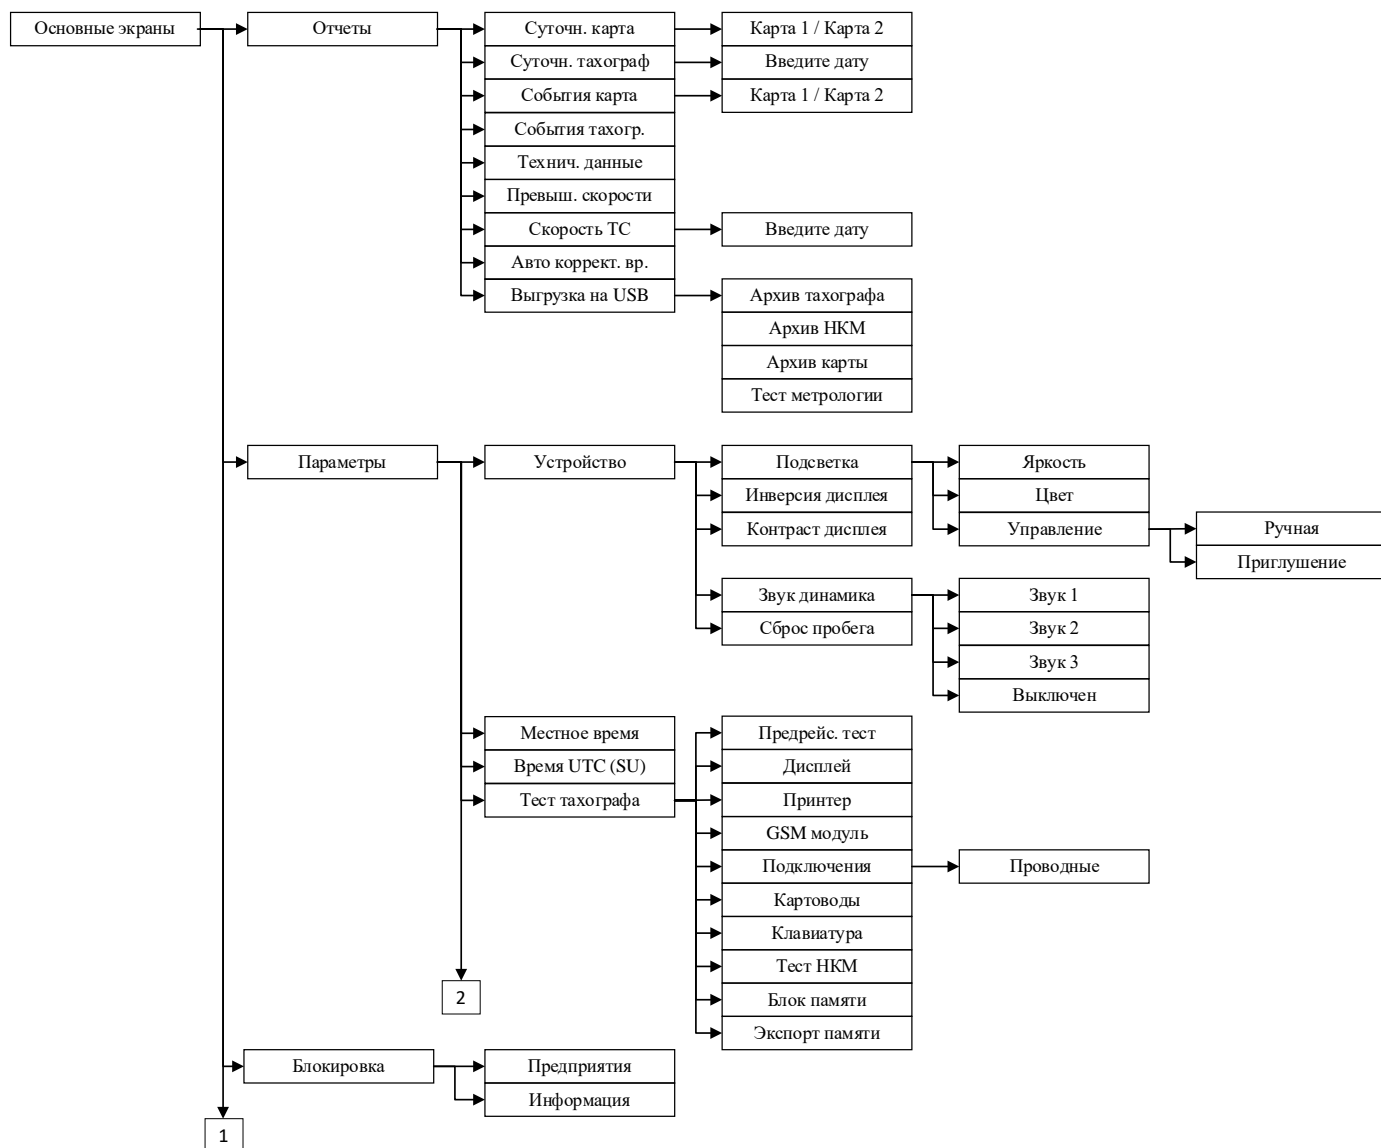 Основные экраны
Отчеты
Суточн. карта
Карта 1 / Карта 2
Суточн. тахограф
Введите дату
События карта
Карта 1 / Карта 2
События тахогр.
Технич. данные
Превыш. скорости
Скорость ТС
Введите дату
Авто коррект. вр.
Выгрузка на USB
Архив тахографа
Архив НКМ
Архив карты
Тест метрологии
Параметры
Устройство
Подсветка
Яркость
Инверсия дисплея
Цвет
Контраст дисплея
Управление
Ручная
Приглушение
Звук динамика
Звук 1
Сброс пробега
Звук 2
Звук 3
Выключен
Местное время
Предрейс. тест
Время UTC (SU)
Дисплей
Тест тахографа
Принтер
GSM модуль
Подключения
Проводные
Картоводы
Клавиатура
Тест НКМ
2
Блок памяти
Экспорт памяти
Блокировка
Предприятия
Информация
1